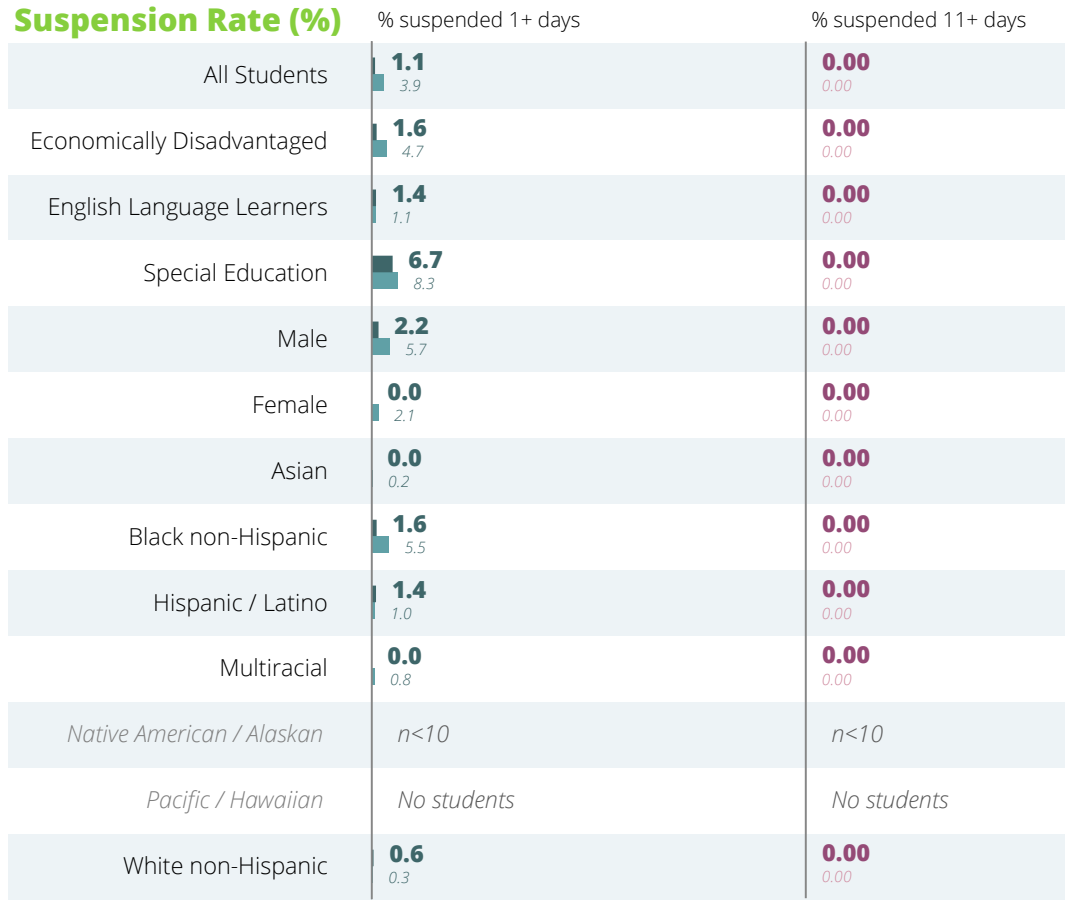 Suspension Rate (%) % suspended 1+ days % suspended 11+ days
All Students 1.1 0.00
3.9 0.00
Economically Disadvantaged 1.6 0.00
4.7 0.00
English Language Learners 1.4 0.00
1.1 0.00
Special Education 6.7 0.00
8.3 0.00
Male 2.2 0.00
5.7 0.00
Female 0.0 0.00
2.1 0.00
Asian 0.0 0.00
0.2 0.00
Black non-Hispanic 1.6 0.00
5.5 0.00
Hispanic / Latino 1.4 0.00
1.0 0.00
Multiracial 0.0 0.00
0.8 0.00
Native American / Alaskan n<10 n<10
Pacific / Hawaiian No students No students
White non-Hispanic 0.6 0.00
0.3 0.00